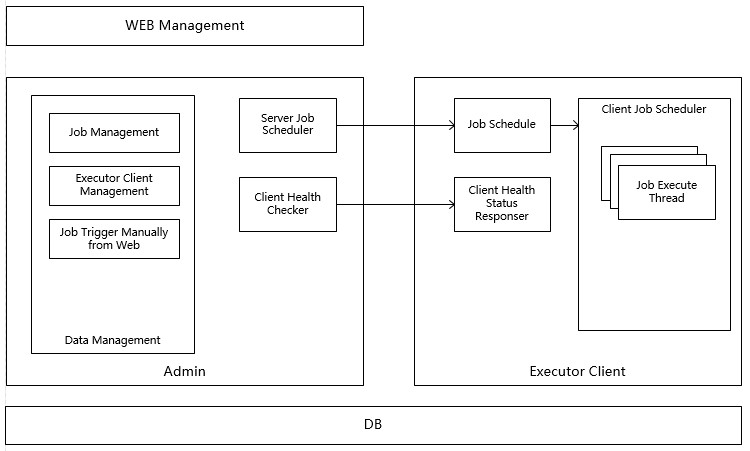 WEB Management
Job Management
Executor Client
Management
Job Trigger Manually
from Web
Data Management
Server Job
Scheduler
Client Health
Checker
Admin
Job Schedule
Client Health
Status
Responser
Client Job Scheduler
Job Execute
Thread
Executor Client
DB